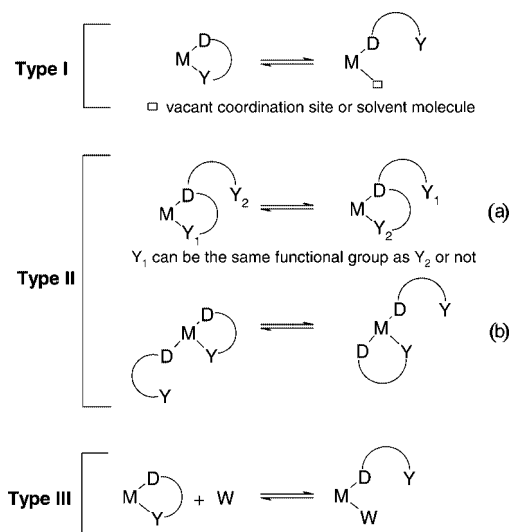 Type I
M D Y
M D Y
□ vacant coordination site or solvent molecule
Type II
M D Y₁ Y₂
M D Y₂ Y₁
(a)
Y₁ can be the same functional group as Y₂ or not
D Y M D Y
D Y M D Y
(b)
Type III
M D Y + W
M D Y W